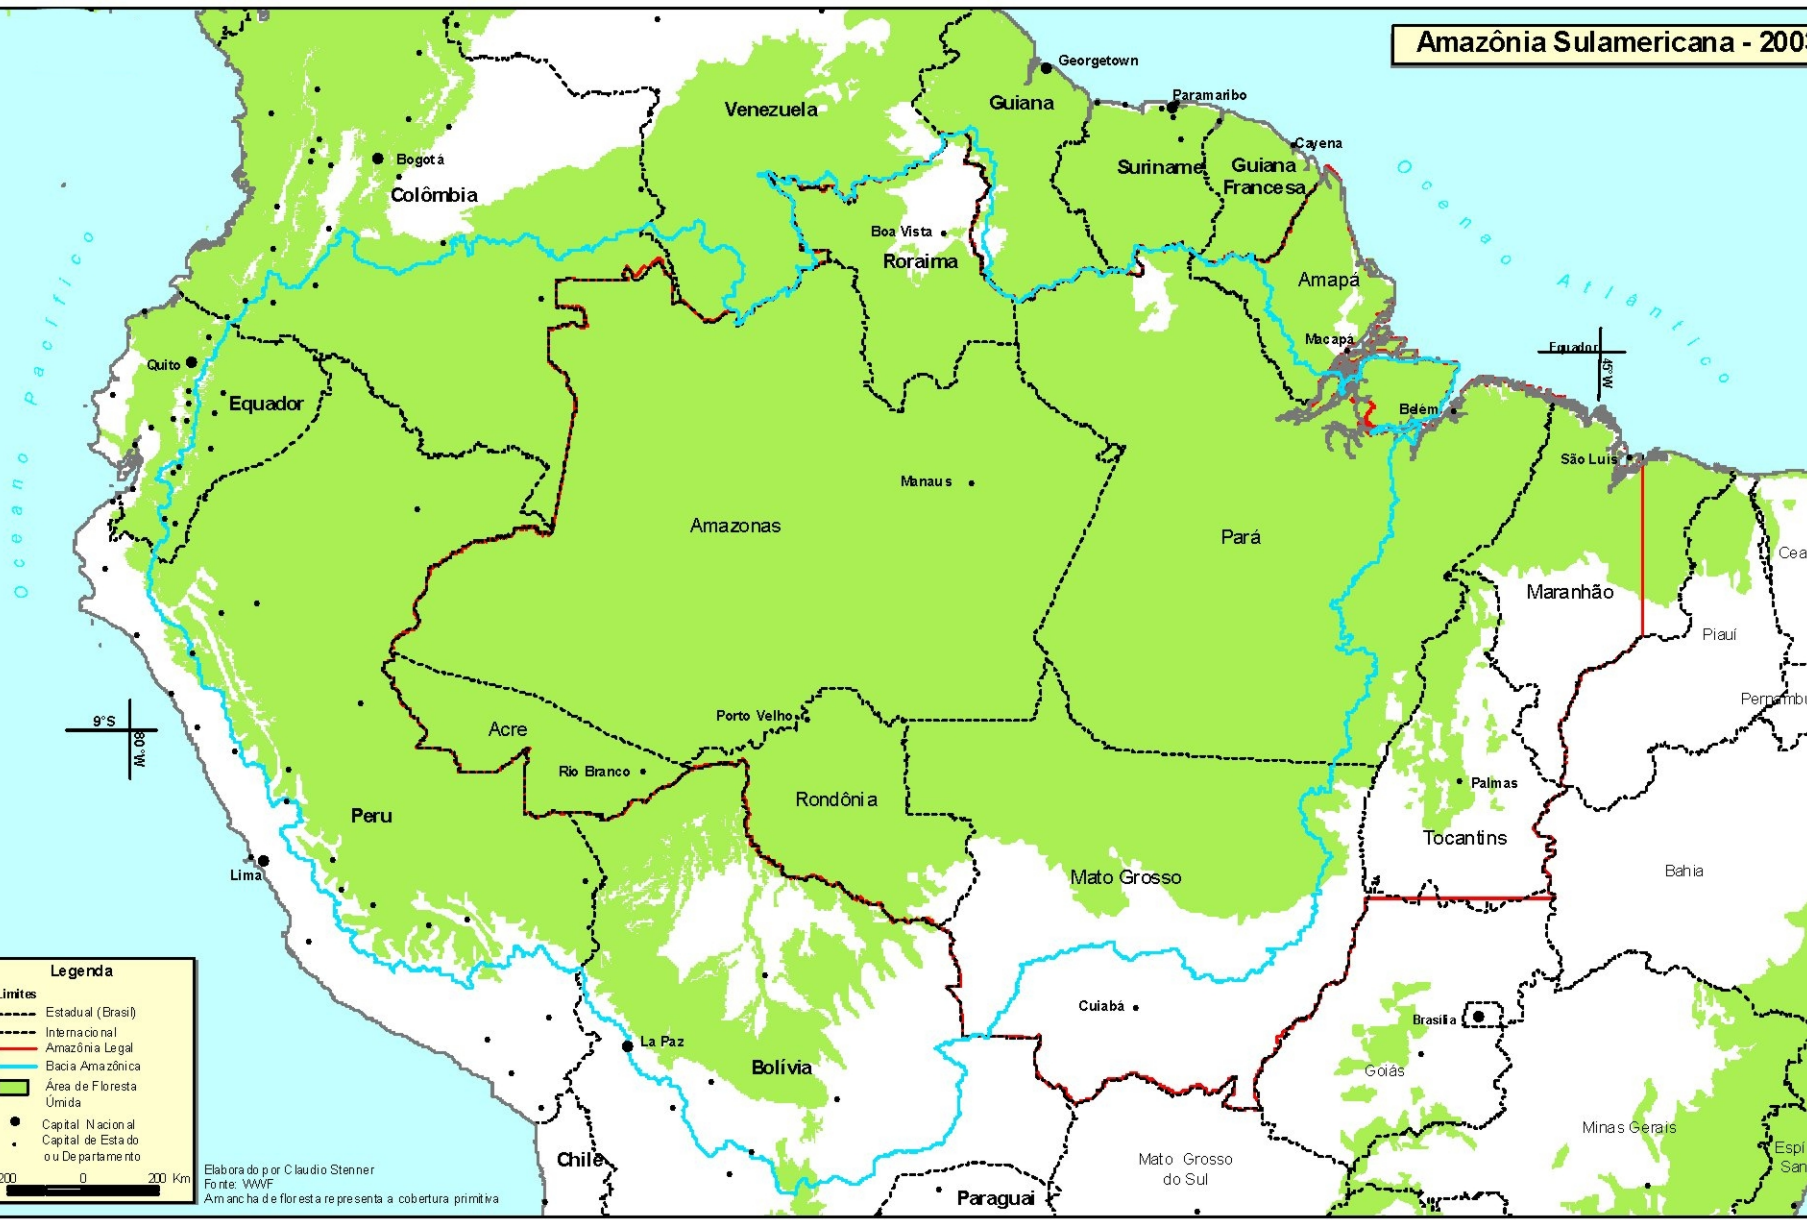 Amazônia Sulamericana - 200
Georgetown
Paramaribo
Cayena
Venezuela
Guiana
Suriname
Guiana
Francesa
Bogotá
Colômbia
Oceano Pacífico
Ocenao Atlântico
Boa Vista
Roraima
Amapá
Macapá
Equador
45°W
Quito
Equador
Belém
São Luis
Manaus
Amazonas
Pará
Maranhão
Cea
Piauí
Pernambu
9°S
80°W
Acre
Porto Velho
Rio Branco
Rondônia
Palmas
Tocantins
Peru
Lima
Mato Grosso
Bahia
Cuiabá
Brasília
La Paz
Bolívia
Goiás
Minas Gerais
Espí
San
Chile
Paraguai
Mato Grosso
do Sul
Legenda
Limites
Estadual (Brasil)
Internacional
Amazônia Legal
Bacia Amazônica
Área de Floresta
Úmida
Capital Nacional
Capital de Estado
ou Departamento
200 0 200 Km
Elaborado por Claudio Stenner
Fonte: WWF
A mancha de floresta representa a cobertura primitiva